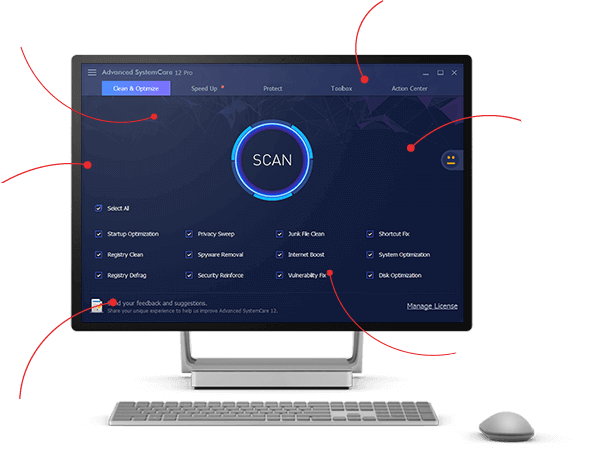 Advanced SystemCare 12 Pro
Clean & Optimize Speed Up Protect Toolbox Action Center
SCAN
Select All
Startup Optimization Privacy Sweep Junk File Clean Shortcut Fix
Registry Clean Spyware Removal Internet Boost System Optimization
Registry Defrag Security Reinforce Vulnerability Fix Disk Optimization
your feedback and suggestions.
Share your unique experience to help us improve Advanced SystemCare 12.
Manage License